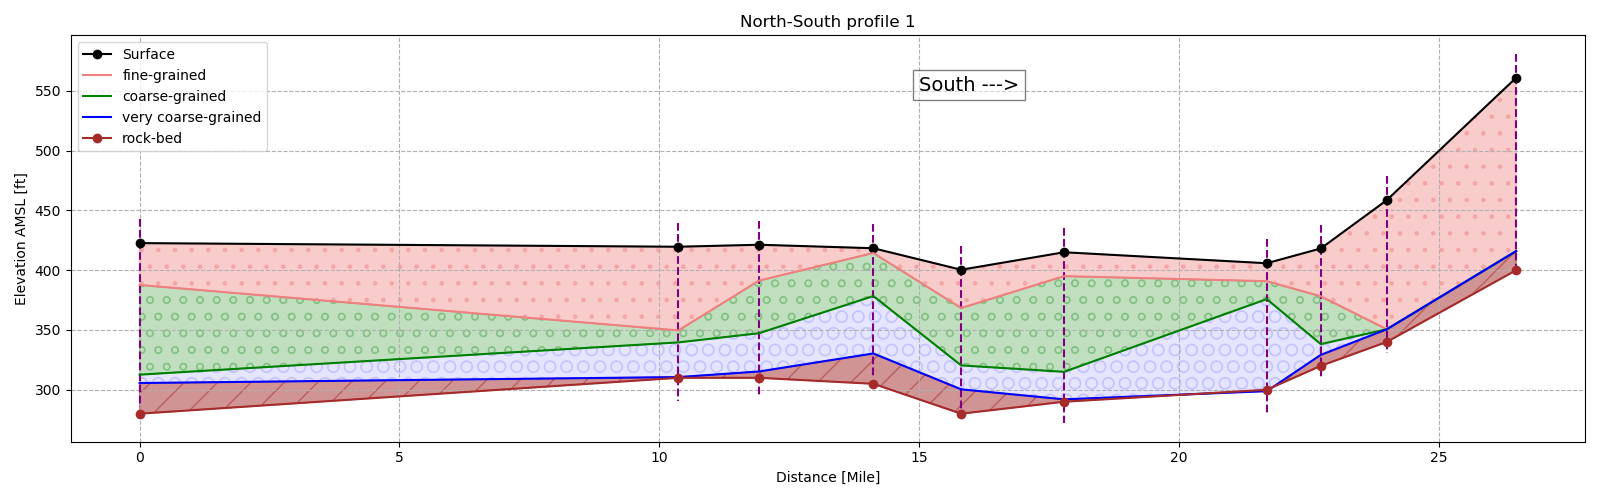 North-South profile 1
Surface
fine-grained
coarse-grained
very coarse-grained
rock-bed
South --->
Elevation AMSL [ft]
550
500
450
400
350
300
0
5
10
15
20
25
Distance [Mile]